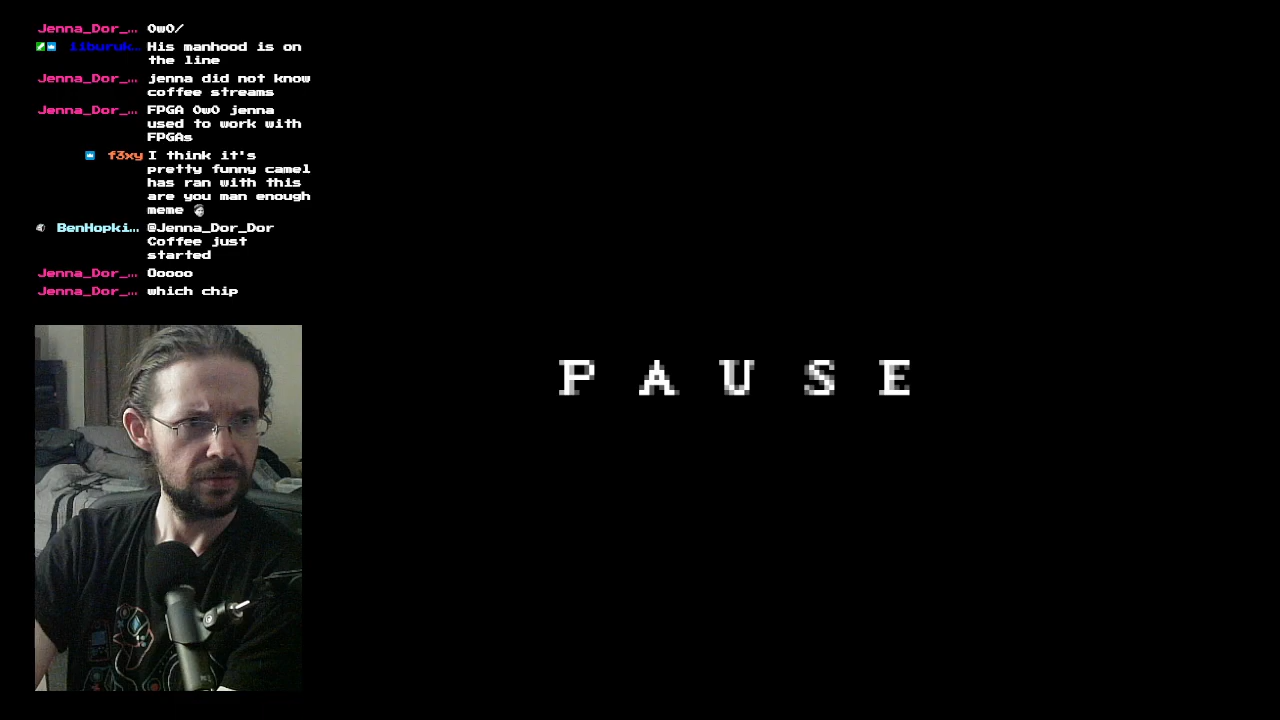 Jenna_Dor_… OwO/
iiburuk… His manhood is on
the line
Jenna_Dor_… jenna did not know
coffee streams
Jenna_Dor_… FPGA OwO jenna
used to work with
FPGAs
f3xy I think it's
pretty funny camel
has ran with this
are you man enough
meme
BenHopki… @Jenna_Dor_Dor
Coffee just
started
Jenna_Dor_… Ooooo
Jenna_Dor_… which chip
P A U S E